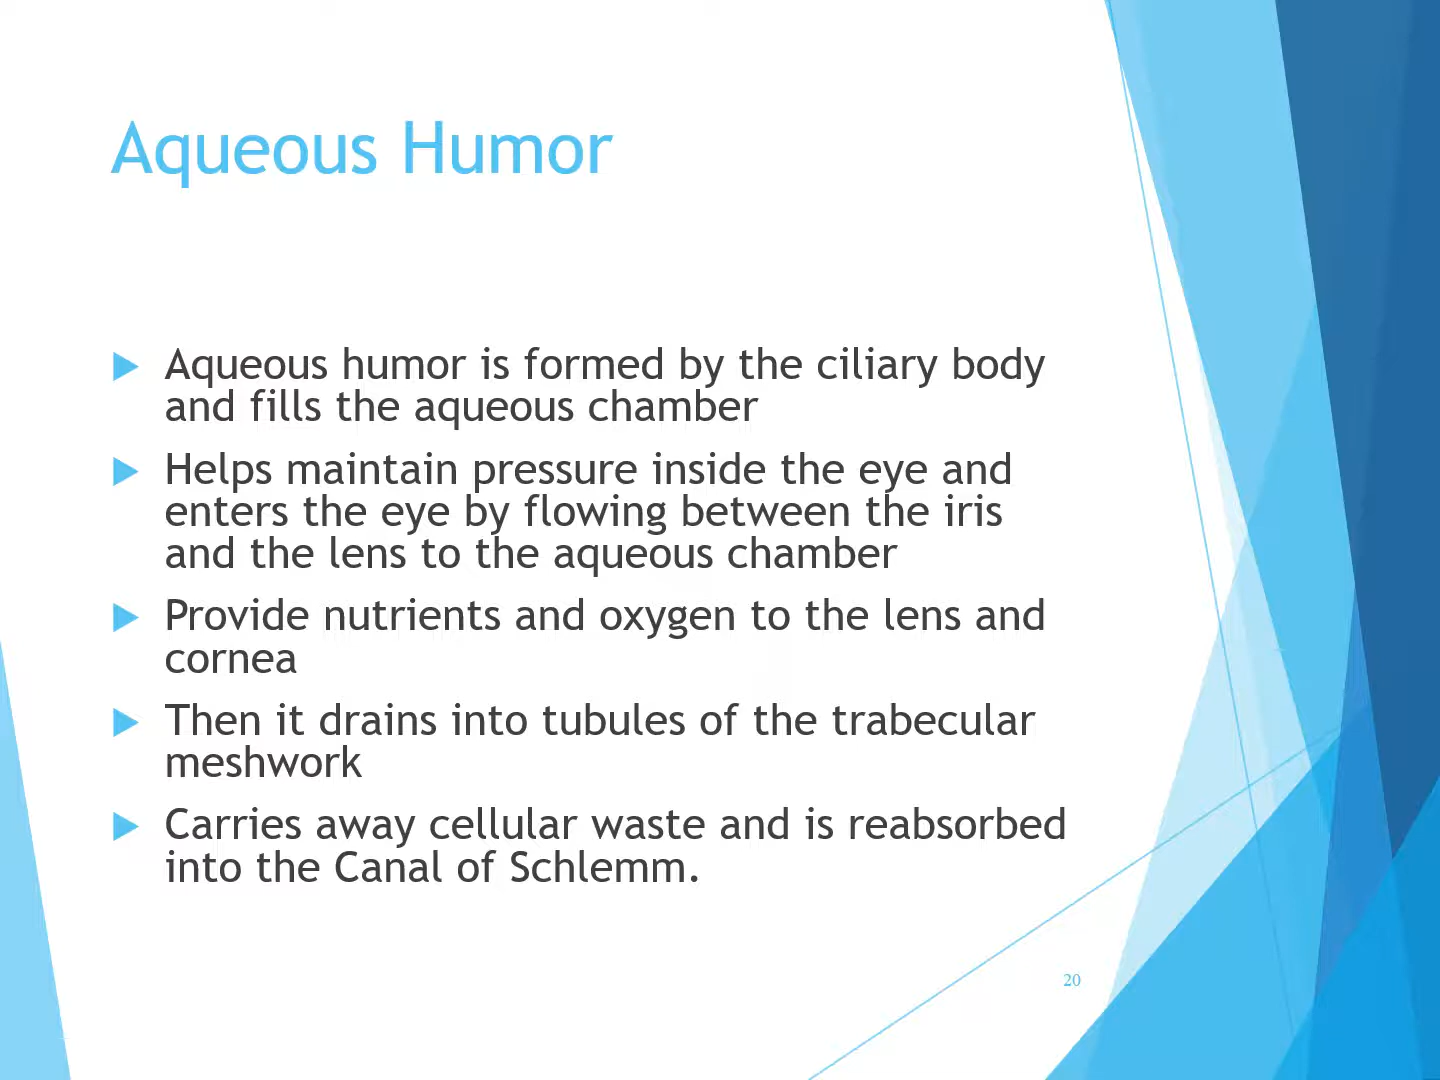 Aqueous Humor
Aqueous humor is formed by the ciliary body
and fills the aqueous chamber
Helps maintain pressure inside the eye and
enters the eye by flowing between the iris
and the lens to the aqueous chamber
Provide nutrients and oxygen to the lens and
cornea
Then it drains into tubules of the trabecular
meshwork
Carries away cellular waste and is reabsorbed
into the Canal of Schlemm.
20